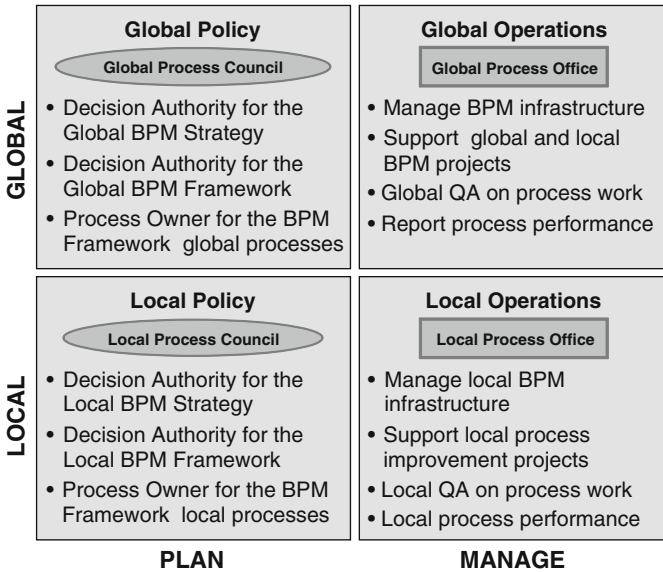 GLOBAL
Global Policy
Global Process Council
• Decision Authority for the
Global BPM Strategy
• Decision Authority for the
Global BPM Framework
• Process Owner for the BPM
Framework global processes
Global Operations
Global Process Office
• Manage BPM infrastructure
• Support global and local
BPM projects
• Global QA on process work
• Report process performance
LOCAL
Local Policy
Local Process Council
• Decision Authority for the
Local BPM Strategy
• Decision Authority for the
Local BPM Framework
• Process Owner for the BPM
Framework local processes
Local Operations
Local Process Office
• Manage local BPM
infrastructure
• Support local process
improvement projects
• Local QA on process work
• Local process performance
PLAN
MANAGE